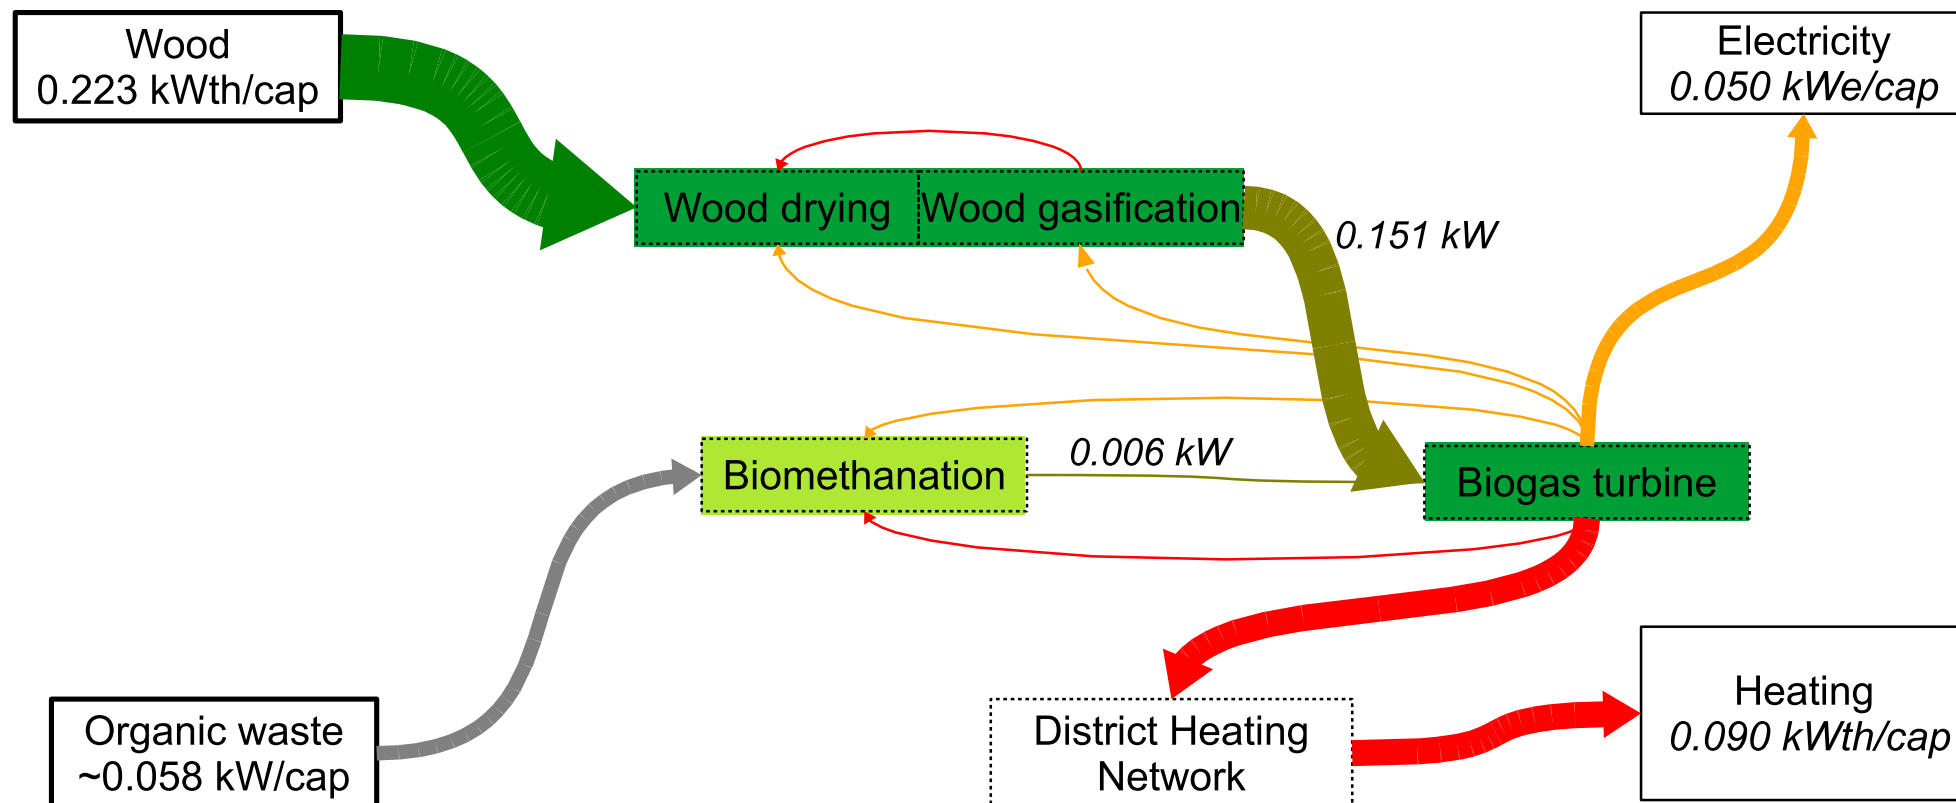 Wood
0.223 kWth/cap
Electricity
0.050 kWe/cap
Wood drying
Wood gasification
0.151 kW
Biomethanation
0.006 kW
Biogas turbine
Organic waste
~0.058 kW/cap
District Heating
Network
Heating
0.090 kWth/cap